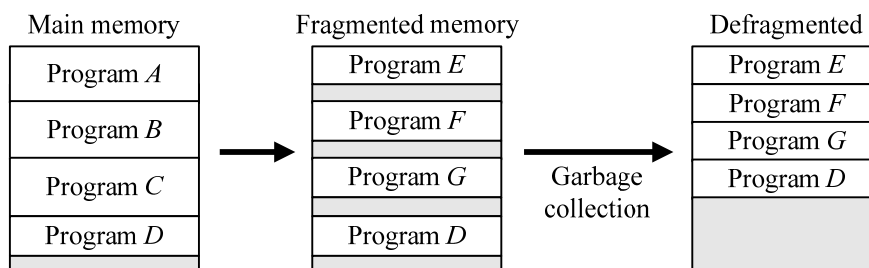 Main memory
Program A
Program B
Program C
Program D
Fragmented memory
Program E
Program F
Program G
Program D
Garbage
collection
Defragmented
Program E
Program F
Program G
Program D